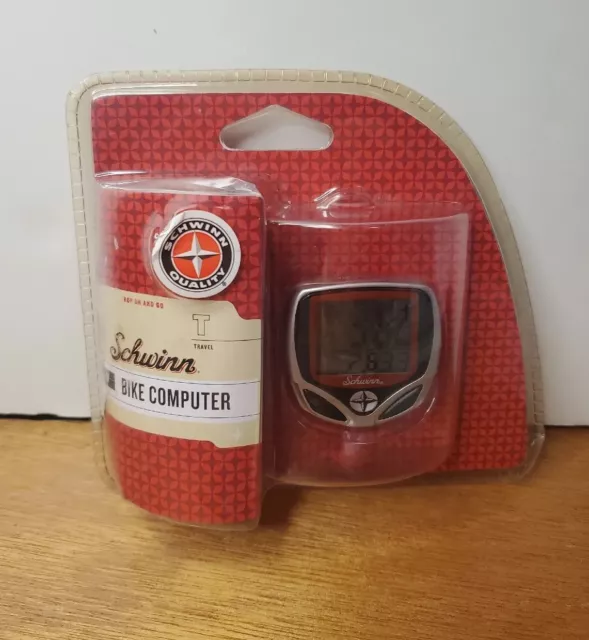 SCHWINN
QUALITY
®
HOP ON AND GO
T
TRAVEL
Schwinn
BIKE COMPUTER
Schwinn